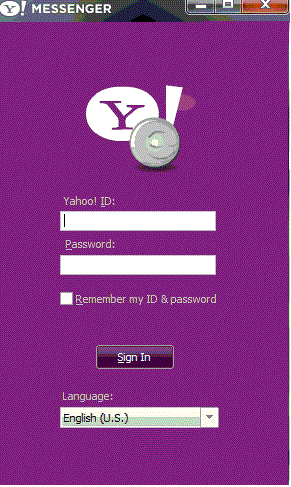 Y! MESSENGER
Y!
Yahoo! ID:
Password:
Remember my ID & password
Sign In
Language:
English (U.S.)